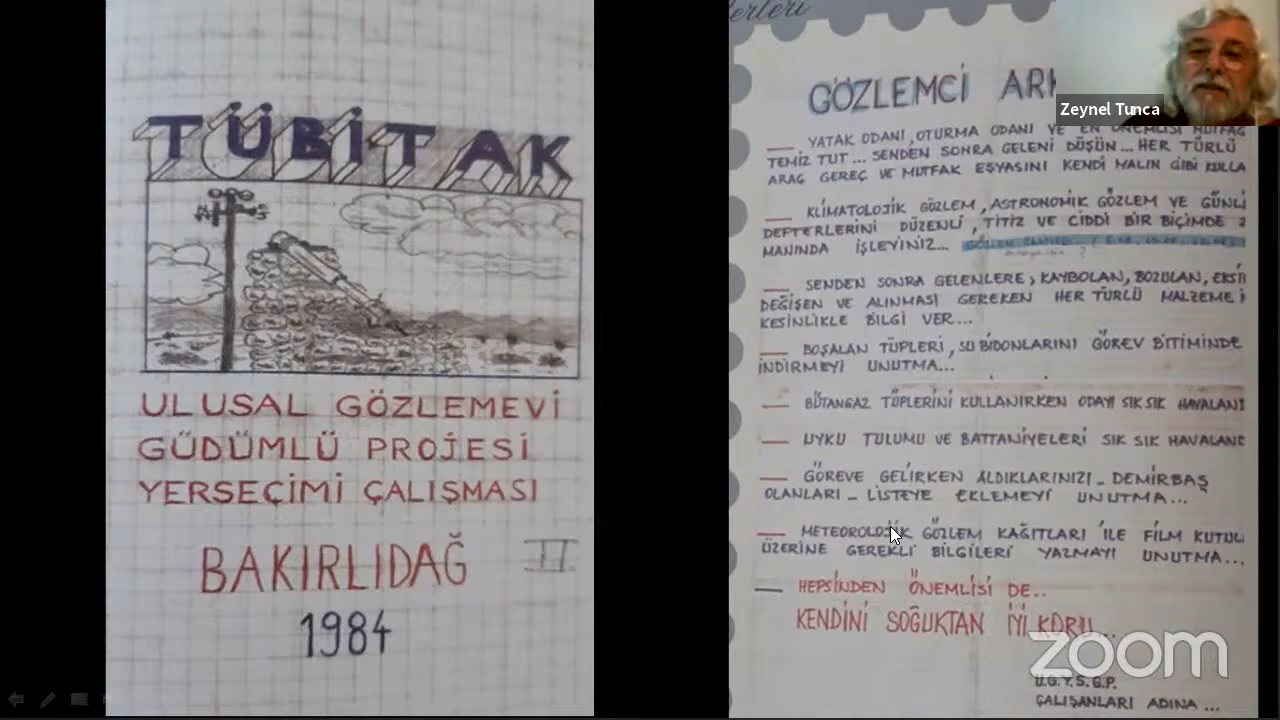 TÜBİTAK
ULUSAL GÖZLEMEVİ
GÜDÜMLÜ PROJESİ
YERSEÇİMİ ÇALIŞMASI
BAKIRLIDAĞ II
1984
GÖZLEMCİ
Zeynel Tunca
YATAK ODANI, OTURMA ODANI VE EN ÖNEMLİSİ
TEMİZ TUT... SENDEN SONRA GELENİ DÜŞÜN... HER TÜRLÜ
ARAÇ GEREÇ VE MUTFAK EŞYASINI KENDİ MALIN GİBİ KULLA
KLİMATOLOJİK GÖZLEM, ASTRONOMİK GÖZLEM VE GÜNL
DEFTERLERİNİ DÜZENLİ, TİTİZ VE CİDDİ BİR BİÇİMDE
MANINDA İŞLEYİNİZ...
SENDEN SONRA GELENLERE, KAYBOLAN, BOZULAN, EKSİ
DEĞİŞEN VE ALINMASI GEREKEN HER TÜRLÜ MALZEME
KESİNLİKLE BİLGİ VER...
BOŞALAN TÜPLERİ, SU BİDONLARINI GÖREV BİTİMİNDE
İNDİRMEYİ UNUTMA...
BÜTANGAZ TÜPLERİNİ KULLANIRKEN ODAYI SIK SIK HAVALAN
UYKU TULUMU VE BATTANİYELERİ SIK SIK HAVALAN
GÖREVE GELİRKEN ALDIKLARINIZI - DEMİRBAŞ
OLANLARI - LİSTEYE EKLEMEYİ UNUTMA...
METEOROLOJİK GÖZLEM KAĞITLARI İLE FİLM KUTUL
ÜZERİNE GEREKLİ BİLGİLERİ YAZMAYI UNUTMA...
HEPSİNDEN ÖNEMLİSİ DE..
KENDİNİ SOĞUKTAN İYİ KORU...
zoom
U.G.Y.S.G.P.
ÇALIŞANLARI ADINA...